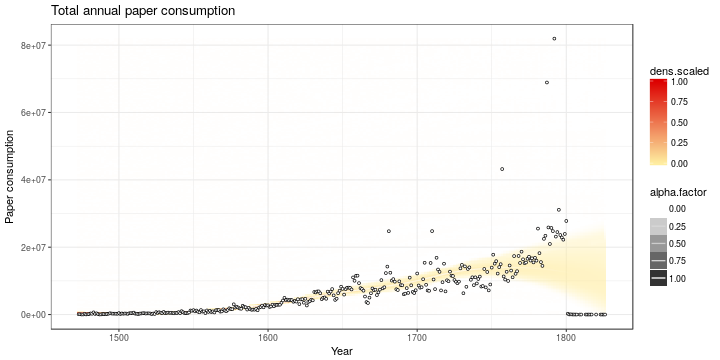 Total annual paper consumption
8e+07
6e+07
4e+07
2e+07
0e+00
Paper consumption
1500
1600
1700
1800
Year
dens.scaled
1.00
0.75
0.50
0.25
0.00
alpha.factor
0.00
0.25
0.50
0.75
1.00